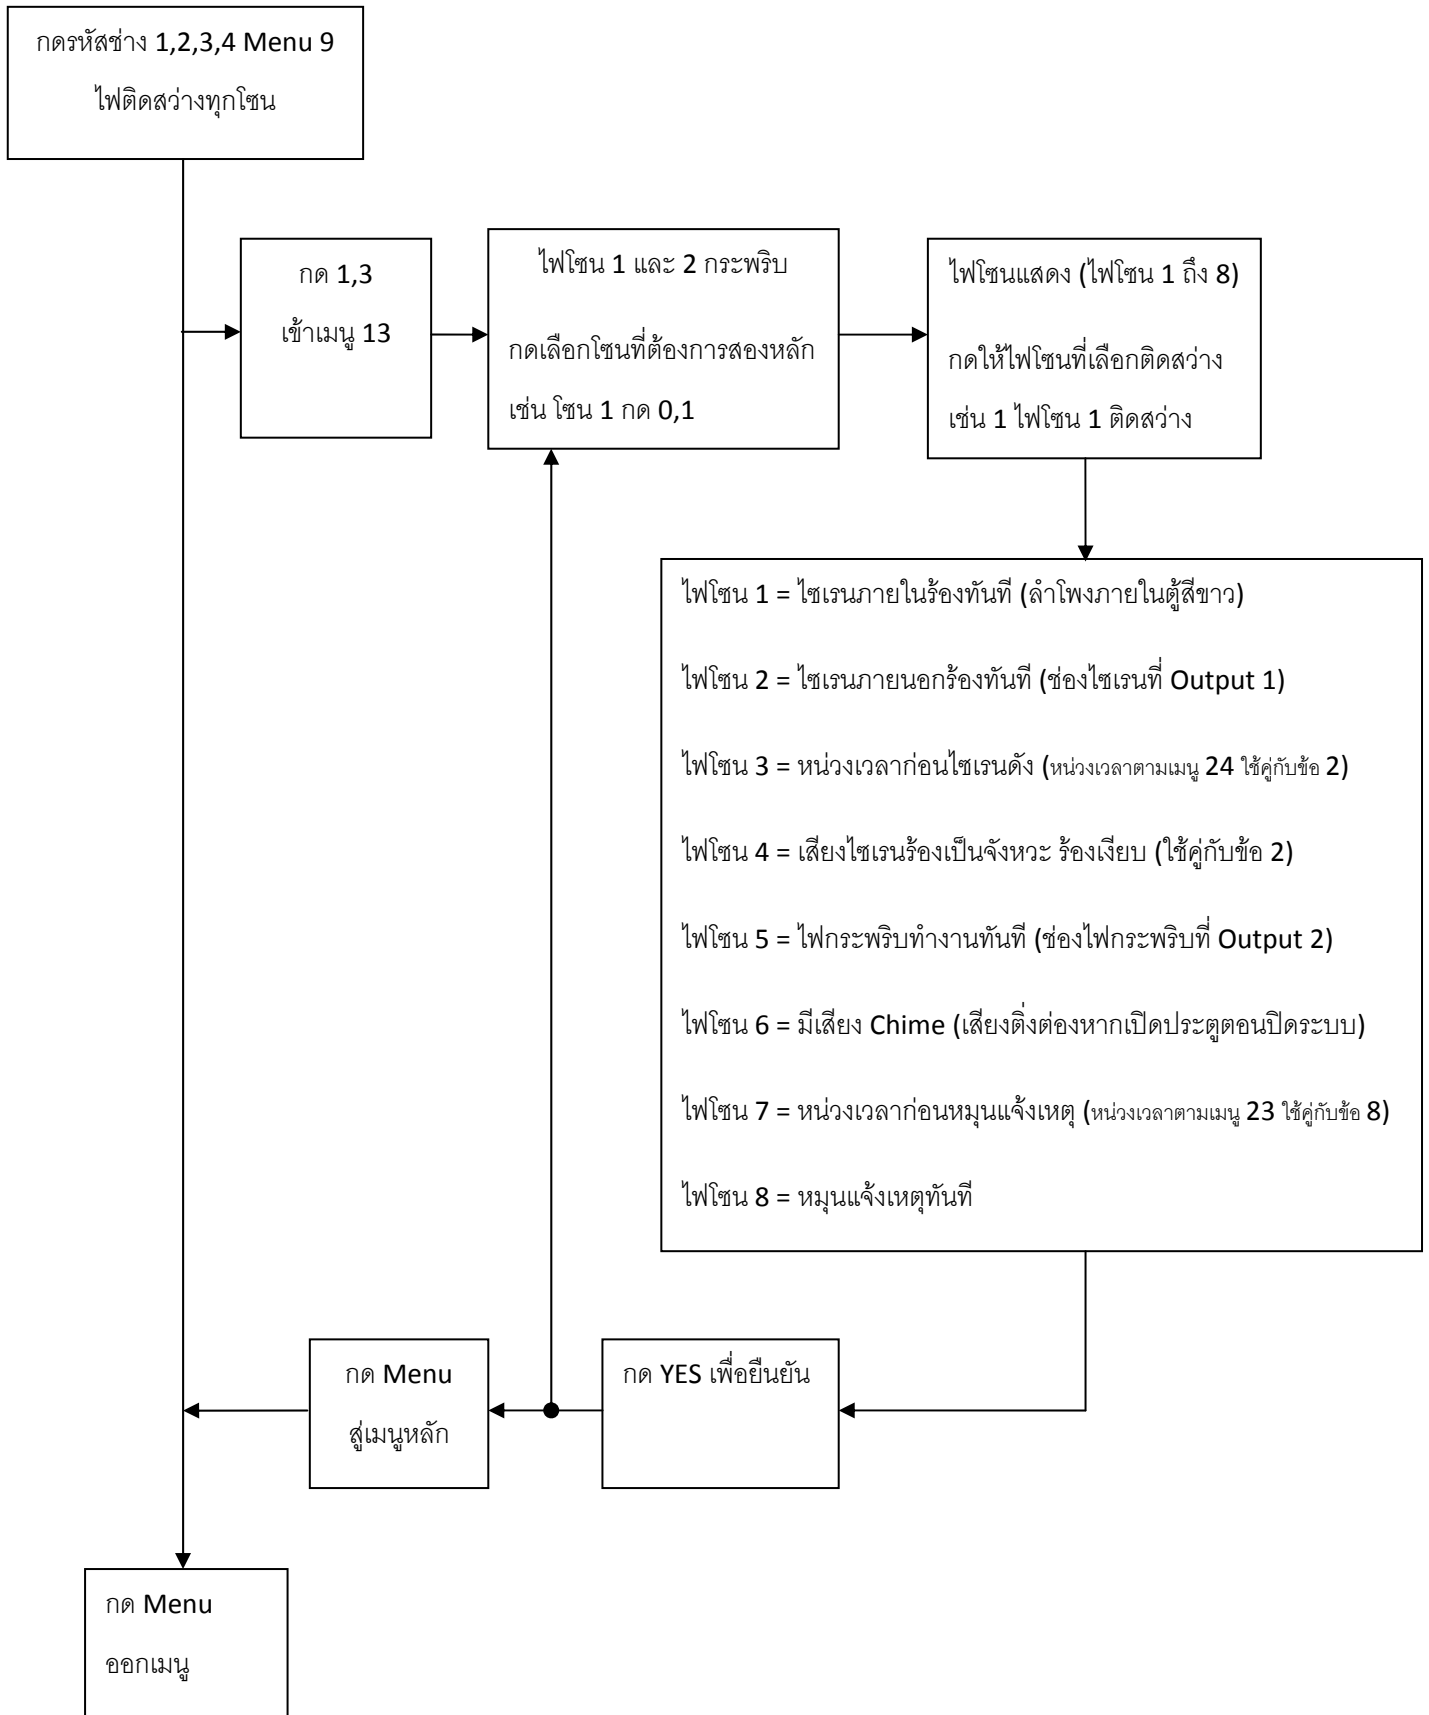 กดรหัสช่าง 1,2,3,4 Menu 9
ไฟติดสว่างทุกโซน
กด 1,3
เข้าเมนู 13
ไฟโซน 1 และ 2 กระพริบ
กดเลือกโซนที่ต้องการสองหลัก
เช่น โซน 1 กด 0,1
ไฟโซนแสดง (ไฟโซน 1 ถึง 8)
กดให้ไฟโซนที่เลือกติดสว่าง
เช่น 1 ไฟโซน 1 ติดสว่าง
ไฟโซน 1 = ไซเรนภายในร้องทันที (ลำโพงภายในตู้สีขาว)
ไฟโซน 2 = ไซเรนภายนอกร้องทันที (ช่องไซเรนที่ Output 1)
ไฟโซน 3 = หน่วงเวลาก่อนไซเรนดัง (หน่วงเวลาตามเมนู 24 ใช้คู่กับข้อ 2)
ไฟโซน 4 = เสียงไซเรนร้องเป็นจังหวะ ร้องเงียบ (ใช้คู่กับข้อ 2)
ไฟโซน 5 = ไฟกระพริบทำงานทันที (ช่องไฟกระพริบที่ Output 2)
ไฟโซน 6 = มีเสียง Chime (เสียงติ่งต่องหากเปิดประตูตอนปิดระบบ)
ไฟโซน 7 = หน่วงเวลาก่อนหมุนแจ้งเหตุ (หน่วงเวลาตามเมนู 23 ใช้คู่กับข้อ 8)
ไฟโซน 8 = หมุนแจ้งเหตุทันที
กด YES เพื่อยืนยัน
กด Menu
สู่เมนูหลัก
กด Menu
ออกเมนู